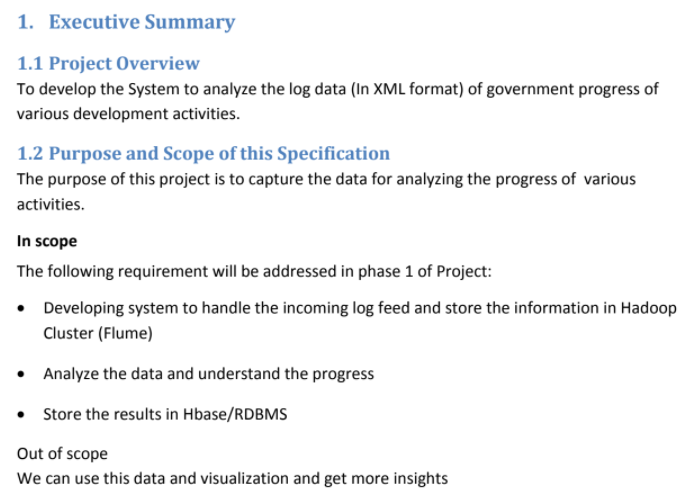 1. Executive Summary
1.1 Project Overview
To develop the System to analyze the log data (In XML format) of government progress of
various development activities.
1.2 Purpose and Scope of this Specification
The purpose of this project is to capture the data for analyzing the progress of various
activities.
In scope
The following requirement will be addressed in phase 1 of Project:
• Developing system to handle the incoming log feed and store the information in Hadoop
Cluster (Flume)
• Analyze the data and understand the progress
• Store the results in Hbase/RDBMS
Out of scope
We can use this data and visualization and get more insights